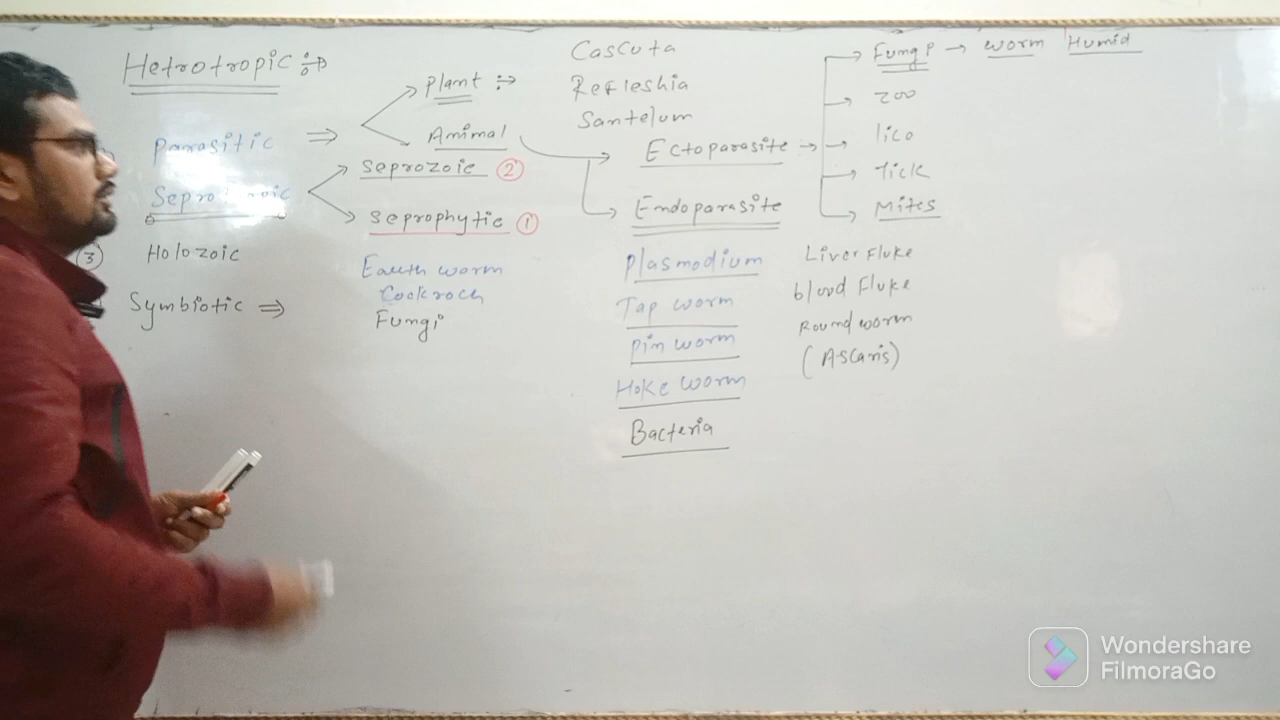 Hetrotropic
Parasitic ⇒
Plant
Animal
Cascuta
Refleshia
Santelum
Ectoparasite →
Fungi → worm Humid
zoo
lico
Tick
Mites
Endoparasite
Plasmodium
Tap worm
Pin worm
Hoke worm
Bacteria
Liver Fluke
blood Fluke
Round worm
(Ascaris)
Seprozoic 2
Seprophytic 1
Earth worm
Cockroch
Fungi
3 Holozoic
Symbiotic ⇒
Wondershare
FilmoraGo